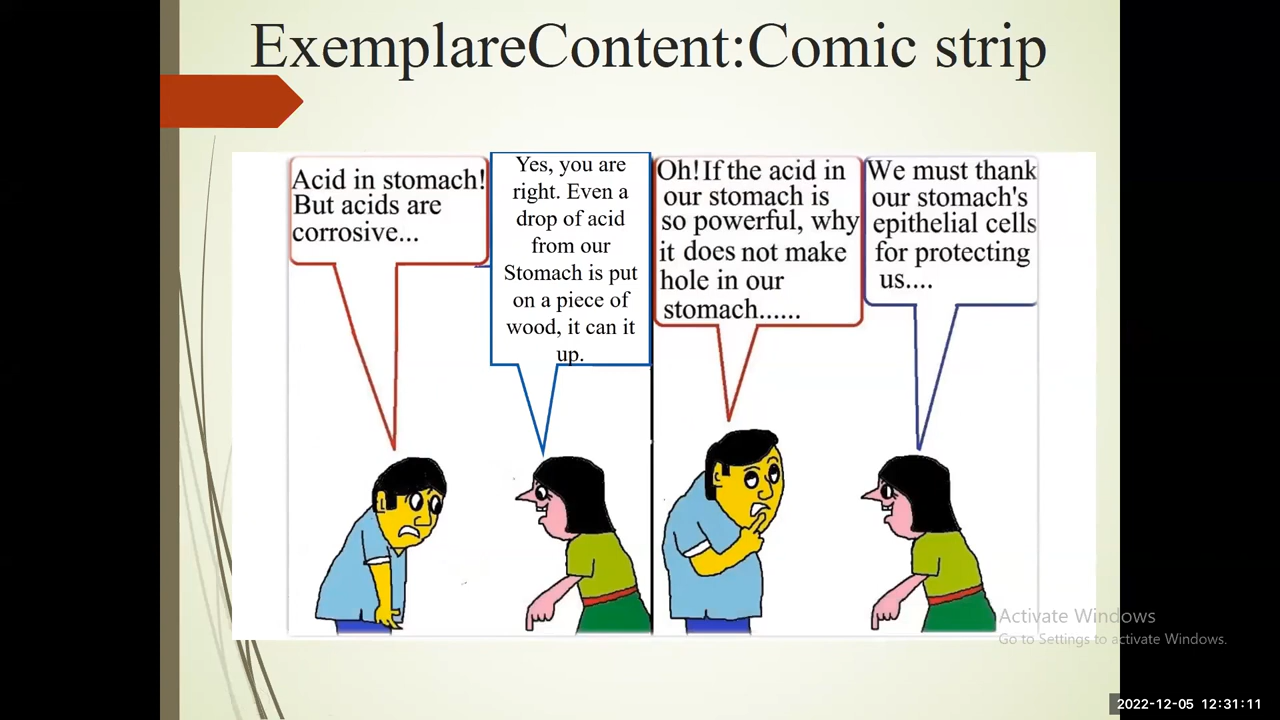 ExemplareContent:Comic strip
Acid in stomach!
But acids are
corrosive...
Yes, you are
right. Even a
drop of acid
from our
Stomach is put
on a piece of
wood, it can it
up.
Oh! If the acid in
our stomach is
so powerful, why
it does not make
hole in our
stomach......
We must thank
our stomach's
epithelial cells
for protecting
us....
Activate Windows
Go to Settings to activate Windows.
2022-12-05 12:31:11